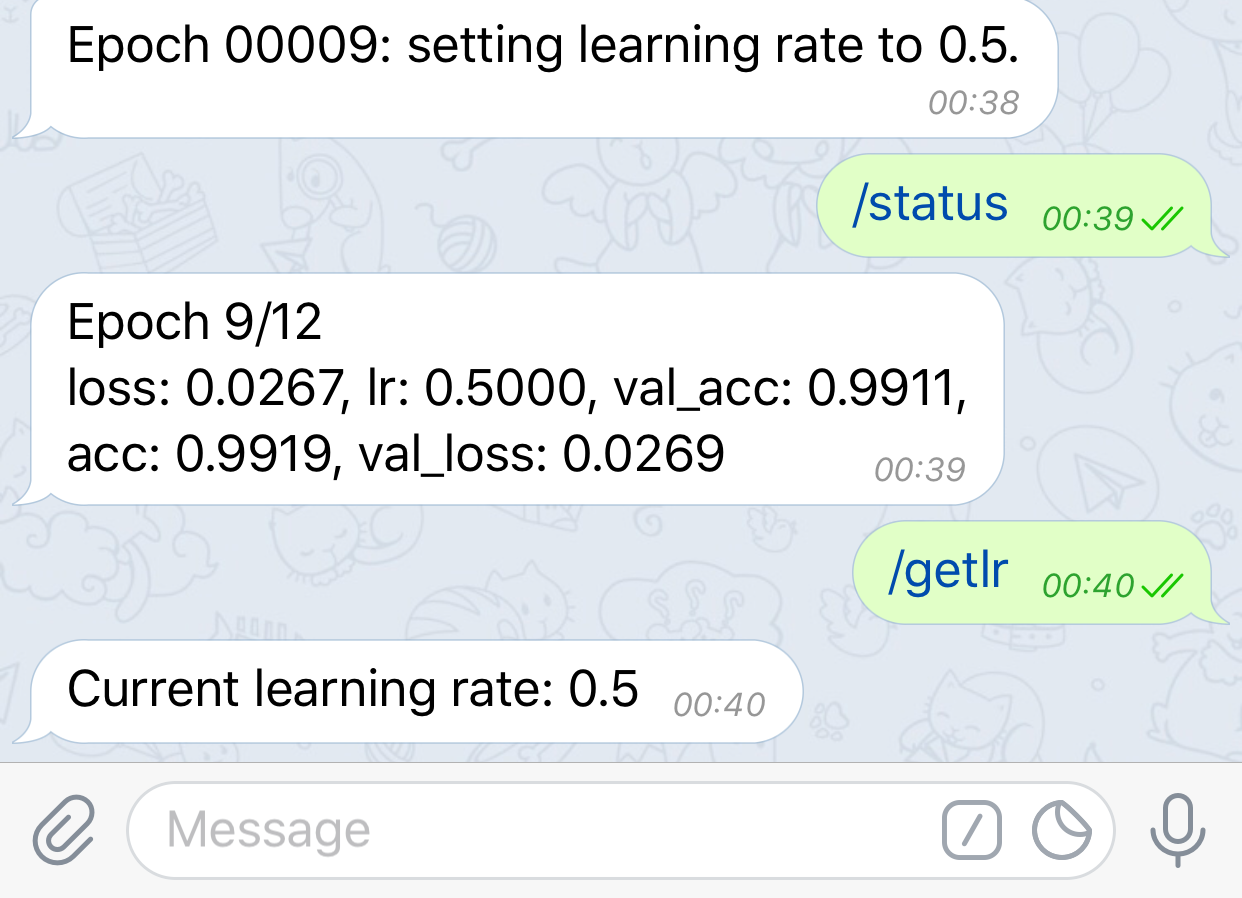 Epoch 00009: setting learning rate to 0.5.
00:38
/status 00:39
Epoch 9/12
loss: 0.0267, lr: 0.5000, val_acc: 0.9911,
acc: 0.9919, val_loss: 0.0269 00:39
/getlr 00:40
Current learning rate: 0.5 00:40
Message